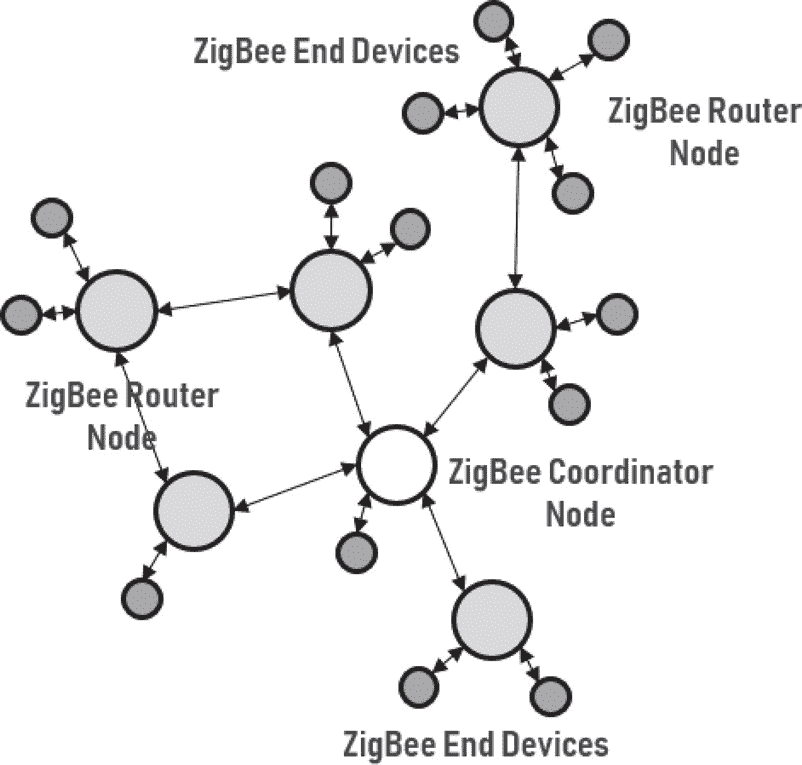 ZigBee End Devices
ZigBee Router
Node
ZigBee Router
Node
ZigBee Coordinator
Node
ZigBee End Devices